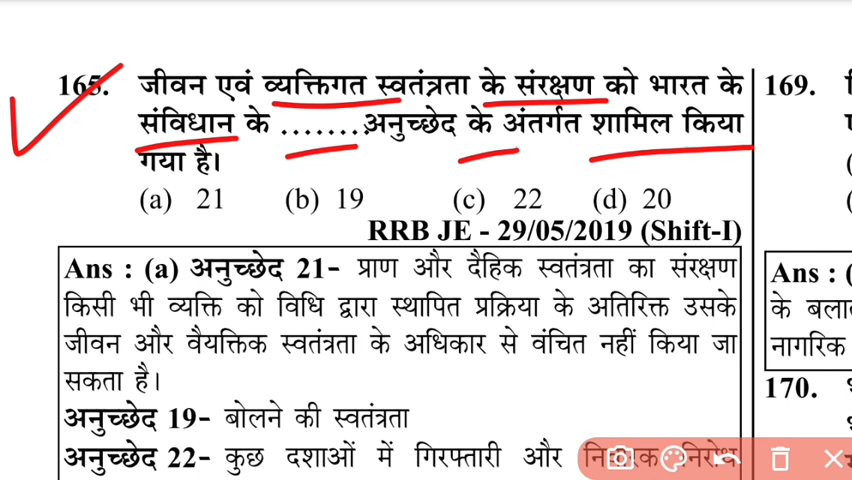 165. जीवन एवं व्यक्तिगत स्वतंत्रता के संरक्षण को भारत के
संविधान के ........अनुच्छेद के अंतर्गत शामिल किया
गया है।
(a) 21 (b) 19 (c) 22 (d) 20
RRB JE - 29/05/2019 (Shift-I)
Ans : (a) अनुच्छेद 21- प्राण और दैहिक स्वतंत्रता का संरक्षण
किसी भी व्यक्ति को विधि द्वारा स्थापित प्रक्रिया के अतिरिक्त उसके
जीवन और वैयक्तिक स्वतंत्रता के अधिकार से वंचित नहीं किया जा
सकता है।
अनुच्छेद 19- बोलने की स्वतंत्रता
अनुच्छेद 22- कुछ दशाओं में गिरफ्तारी और निवारक निरोध
169.
Ans : (
के बला
नागरिक
170.